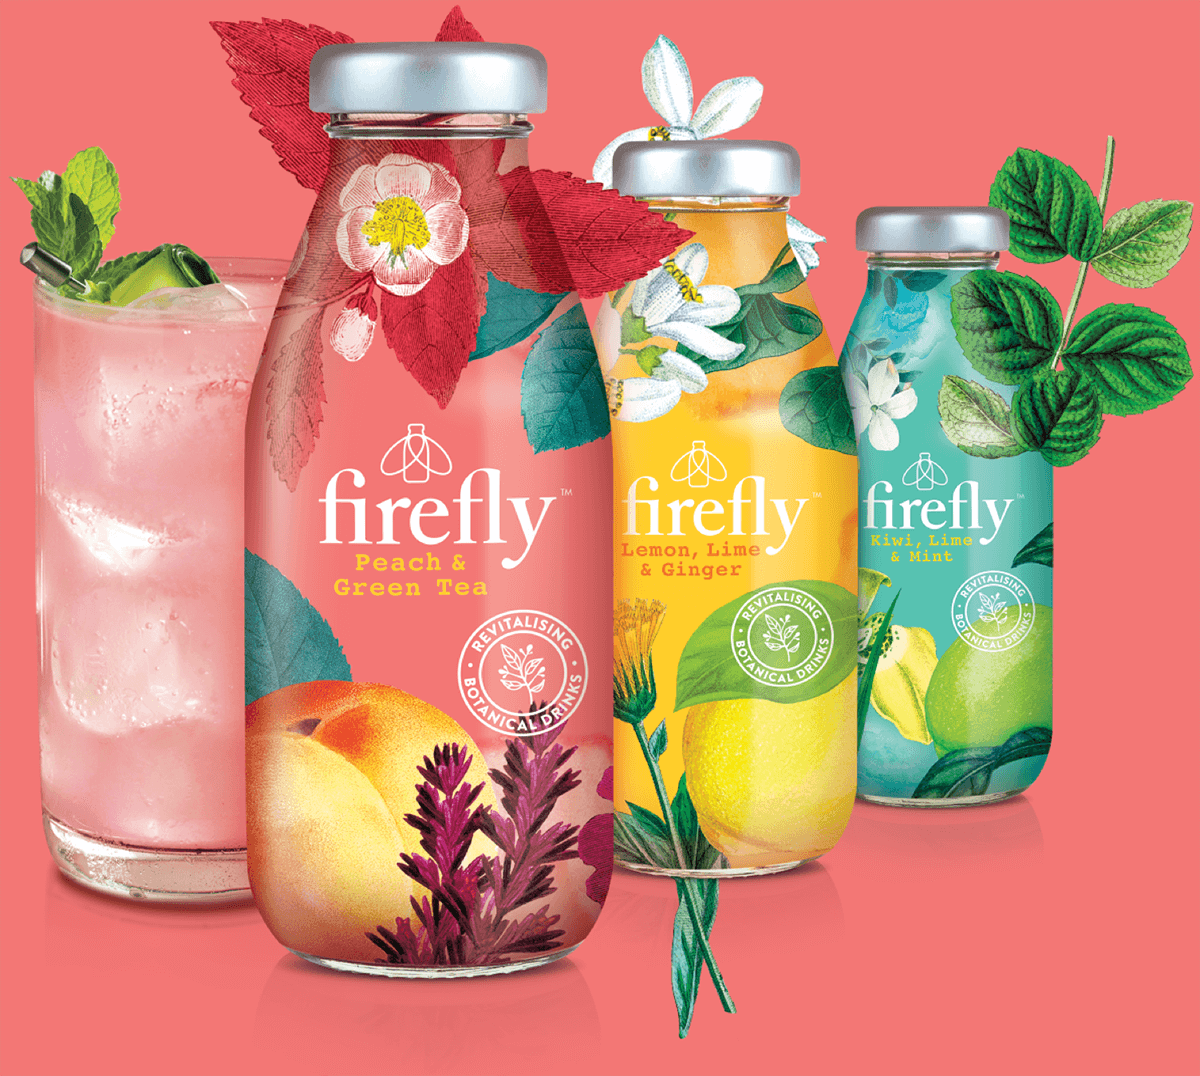 firefly™
Peach &
Green Tea
REVITALISING
BOTANICAL DRINKS
firefly™
Lemon, Lime
& Ginger
REVITALISING
BOTANICAL DRINKS
firefly™
Kiwi, Lime
& Mint
REVITALISING
BOTANICAL DRINKS